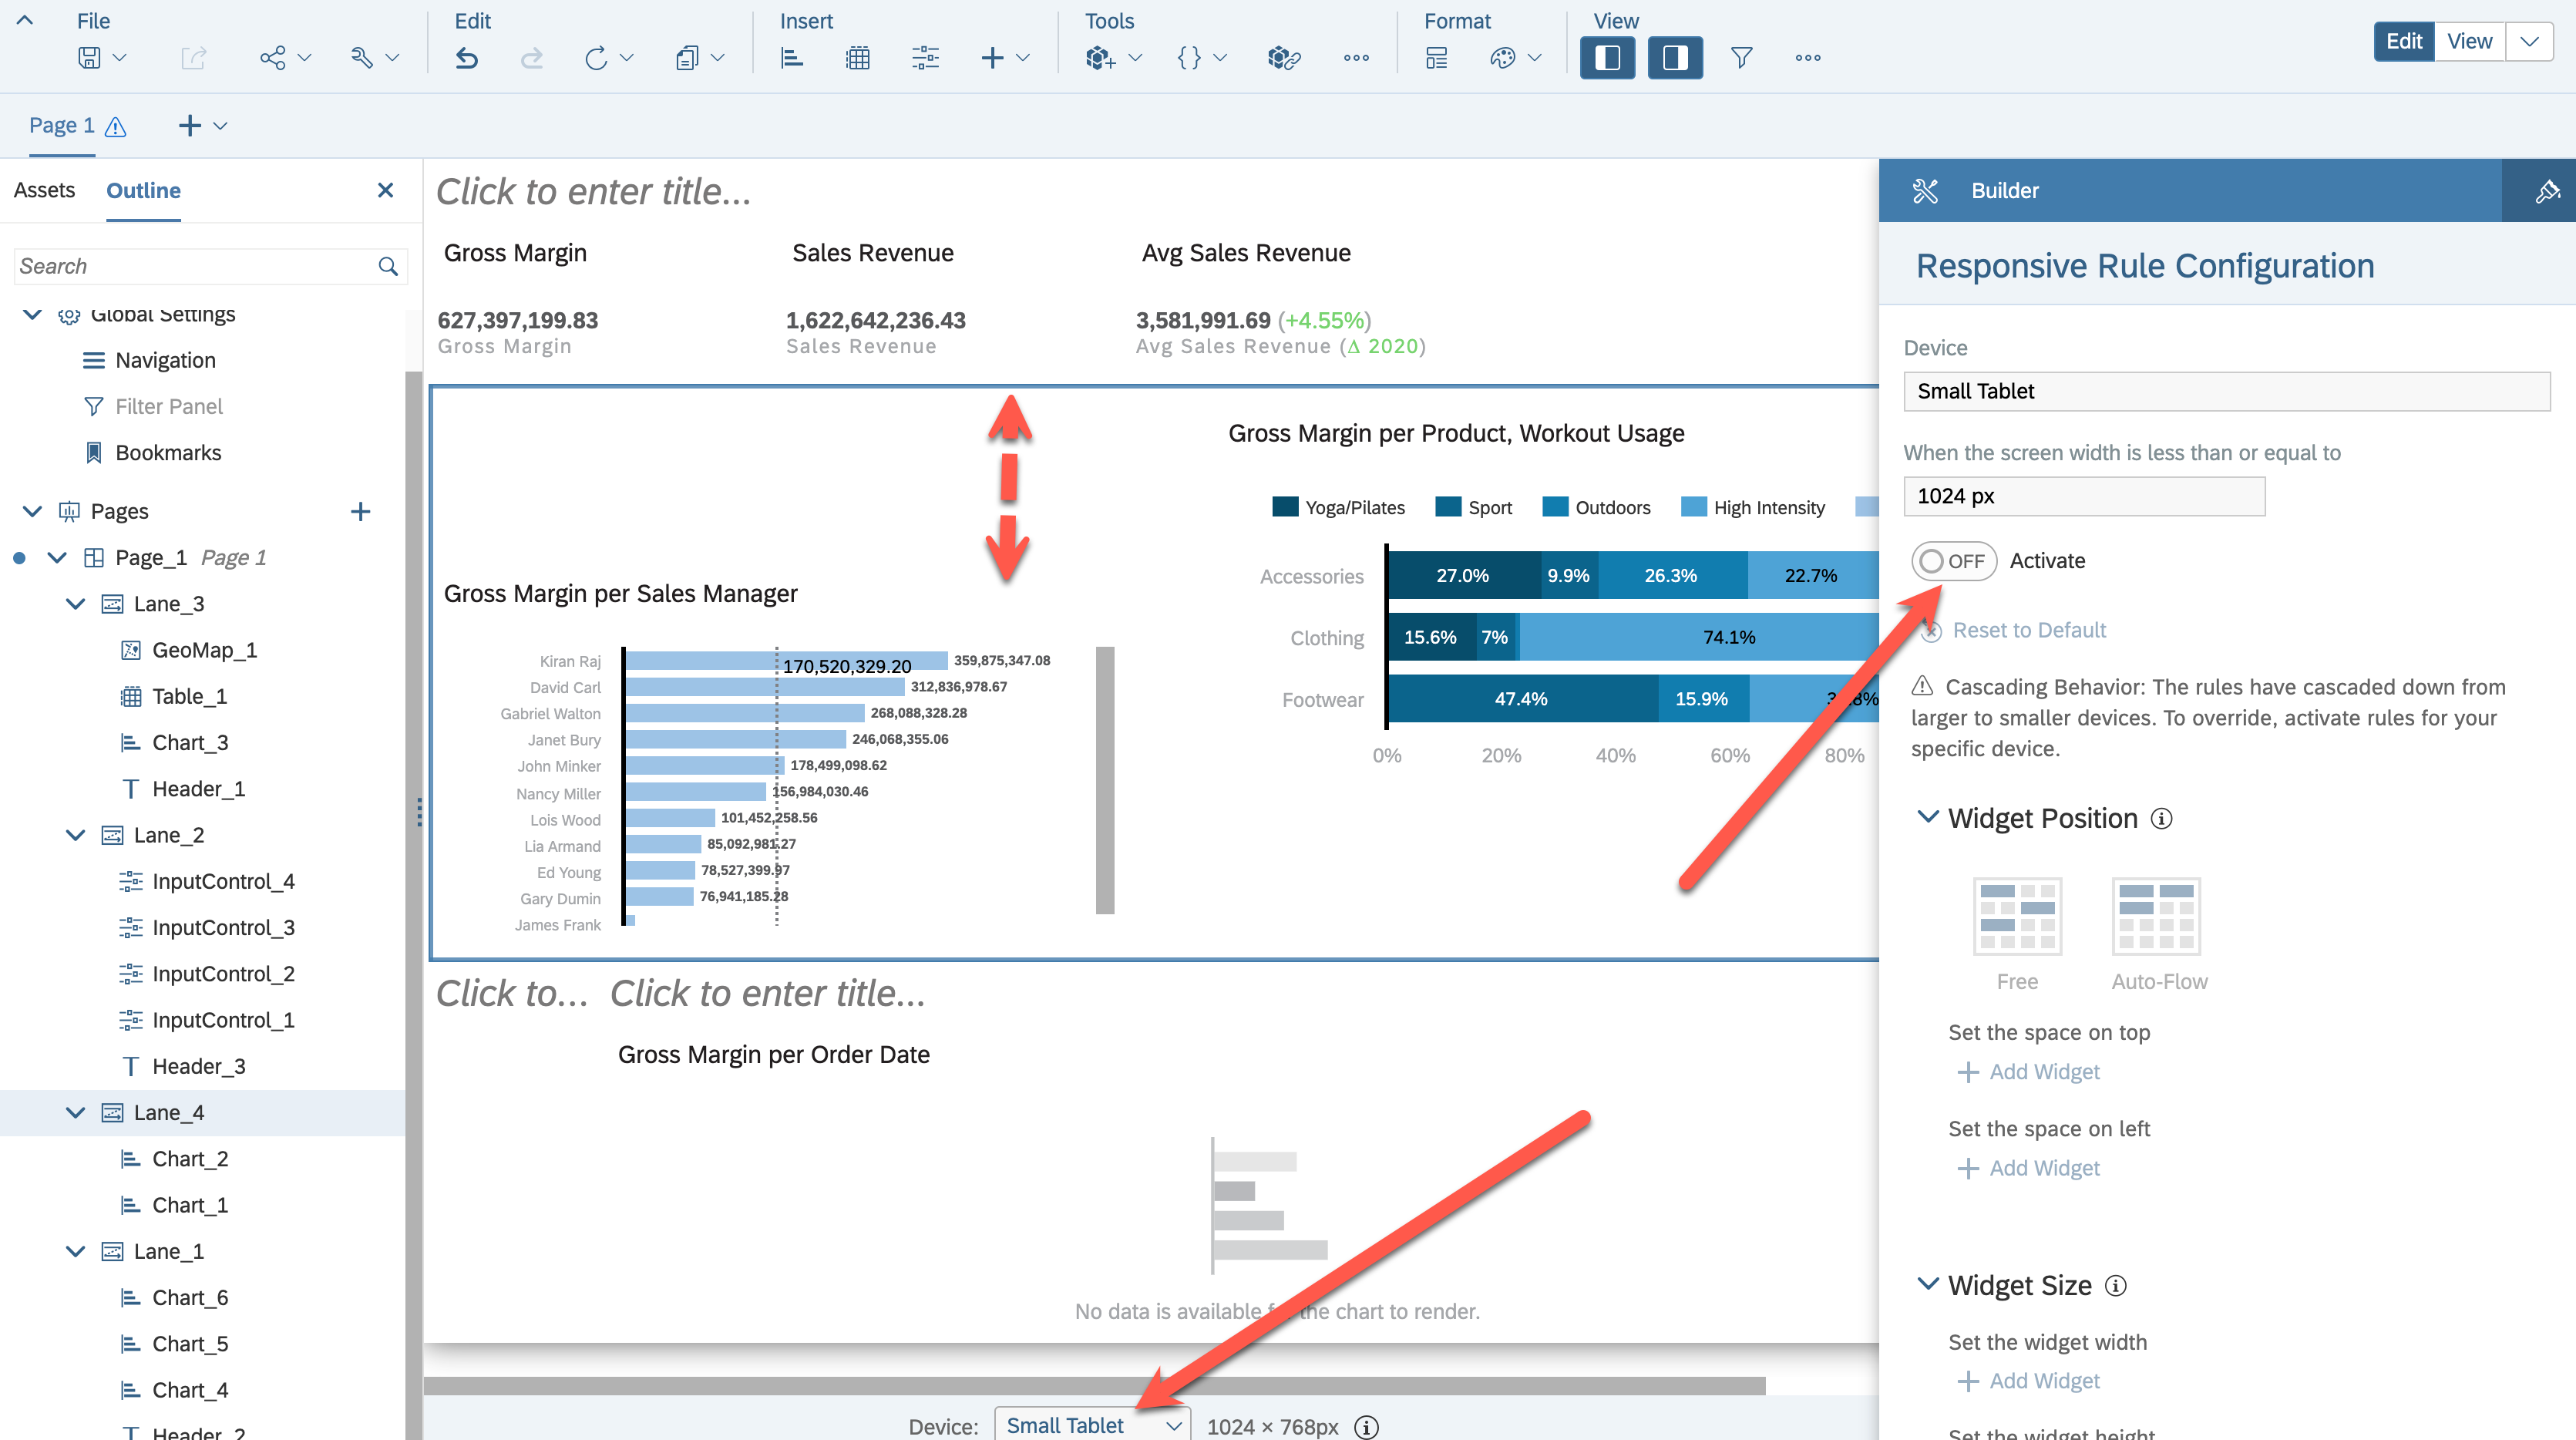 File
Edit
Insert
Tools
Format
View
Edit
View
Page 1
Assets
Outline
Search
Global Settings
Navigation
Filter Panel
Bookmarks
Pages
Page_1 Page 1
Lane_3
GeoMap_1
Table_1
Chart_3
Header_1
Lane_2
InputControl_4
InputControl_3
InputControl_2
InputControl_1
Header_3
Lane_4
Chart_2
Chart_1
Lane_1
Chart_6
Chart_5
Chart_4
Header_2
Click to enter title...
Gross Margin
627,397,199.83
Gross Margin
Sales Revenue
1,622,642,236.43
Sales Revenue
Avg Sales Revenue
3,581,991.69 (+4.55%)
Avg Sales Revenue (Δ 2020)
Gross Margin per Sales Manager
Kiran Raj 359,875,347.08
170,520,329.20
David Carl 312,836,978.67
Gabriel Walton 268,088,328.28
Janet Bury 246,068,355.06
John Minker 178,499,098.62
Nancy Miller 156,984,030.46
Lois Wood 101,452,258.56
Lia Armand 85,092,981.27
Ed Young 78,527,399.97
Gary Dumin 76,941,185.28
James Frank
Gross Margin per Product, Workout Usage
Yoga/Pilates Sport Outdoors High Intensity
Accessories 27.0% 9.9% 26.3% 22.7%
Clothing 15.6% 7% 74.1%
Footwear 47.4% 15.9%
0% 20% 40% 60% 80%
Click to... Click to enter title...
Gross Margin per Order Date
No data is available for the chart to render.
Device: Small Tablet 1024 × 768px
Builder
Responsive Rule Configuration
Device
Small Tablet
When the screen width is less than or equal to
1024 px
OFF Activate
Reset to Default
Cascading Behavior: The rules have cascaded down from
larger to smaller devices. To override, activate rules for your
specific device.
Widget Position
Free Auto-Flow
Set the space on top
Add Widget
Set the space on left
Add Widget
Widget Size
Set the widget width
Add Widget
Set the widget height